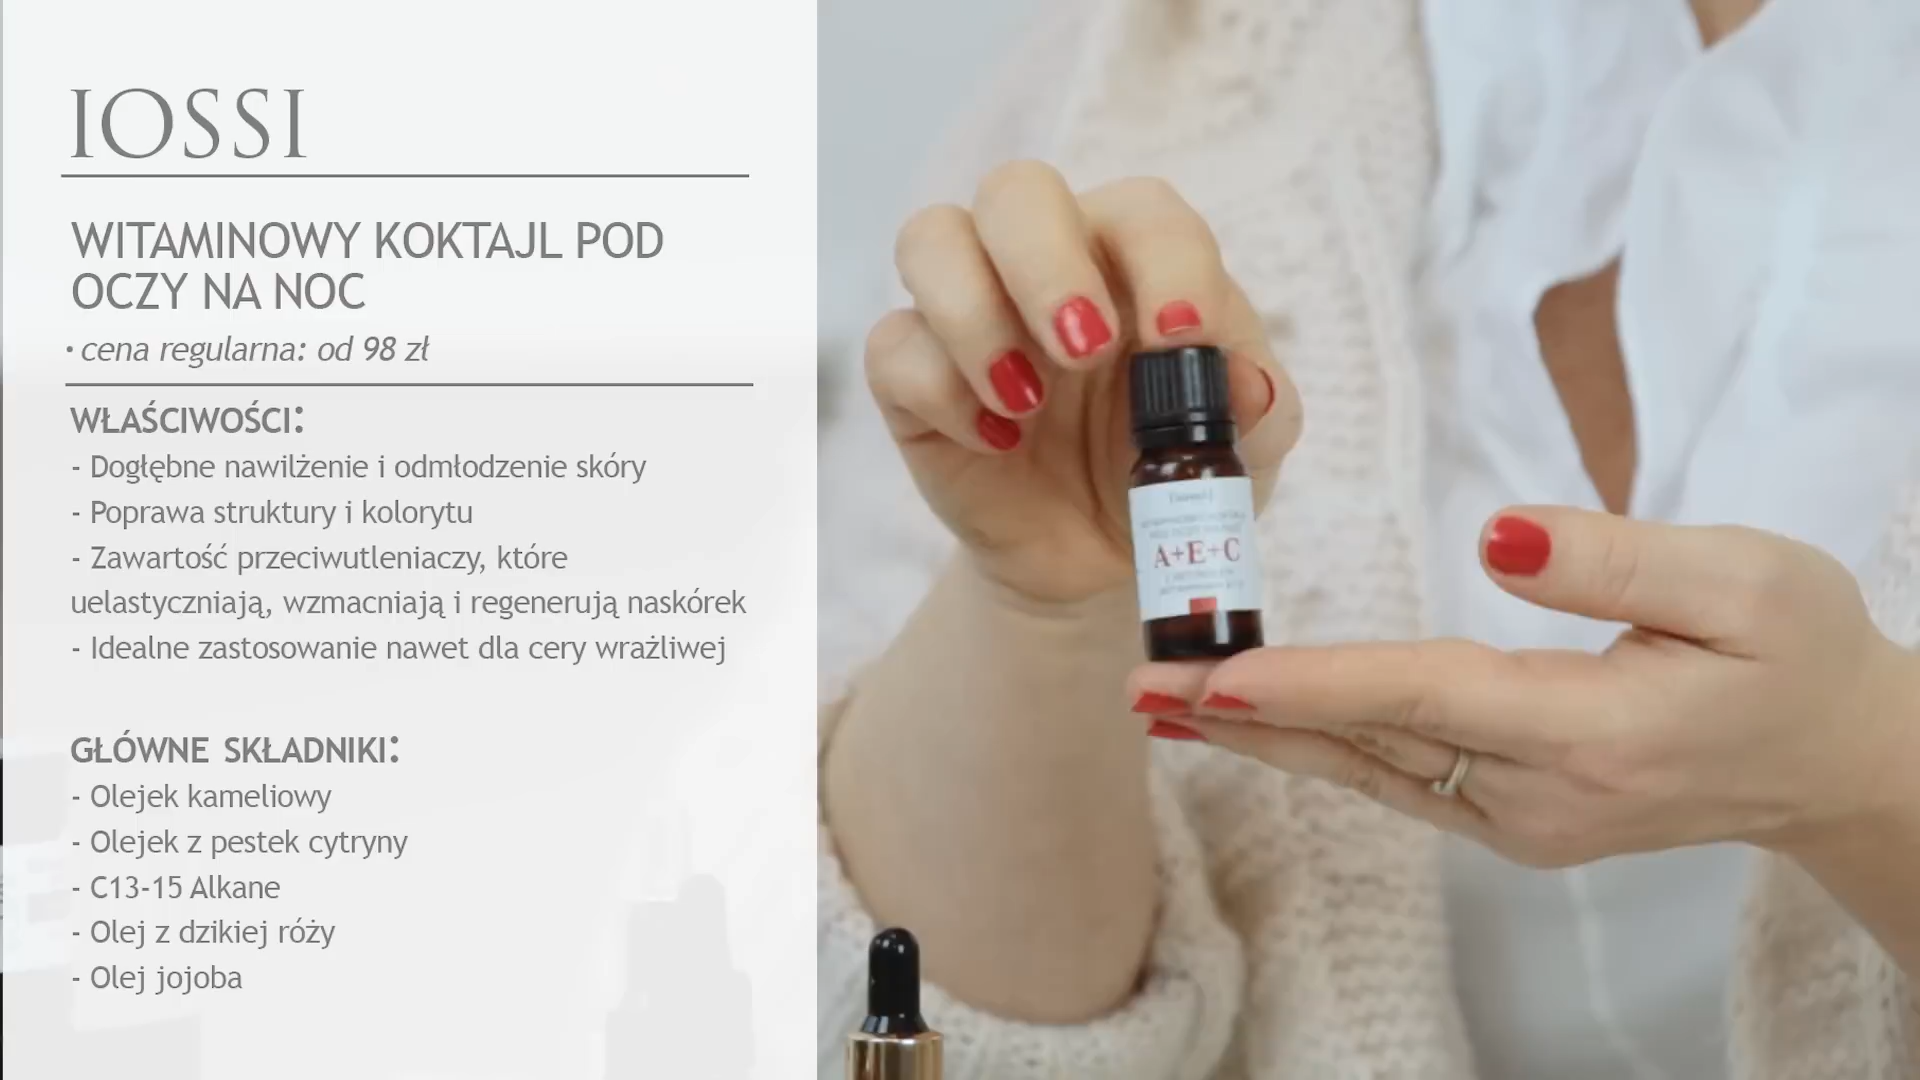 IOSSI
WITAMINOWY KOKTAJL POD
OCZY NA NOC
• cena regularna: od 98 zł
WŁAŚCIWOŚCI:
- Dogłębne nawilżenie i odmłodzenie skóry
- Poprawa struktury i kolorytu
- Zawartość przeciwutleniaczy, które
uelastyczniają, wzmacniają i regenerują naskórek
- Idealne zastosowanie nawet dla cery wrażliwej
GŁÓWNE SKŁADNIKI:
- Olejek kameliowy
- Olejek z pestek cytryny
- C13-15 Alkane
- Olej z dzikiej róży
- Olej jojoba
A+E+C